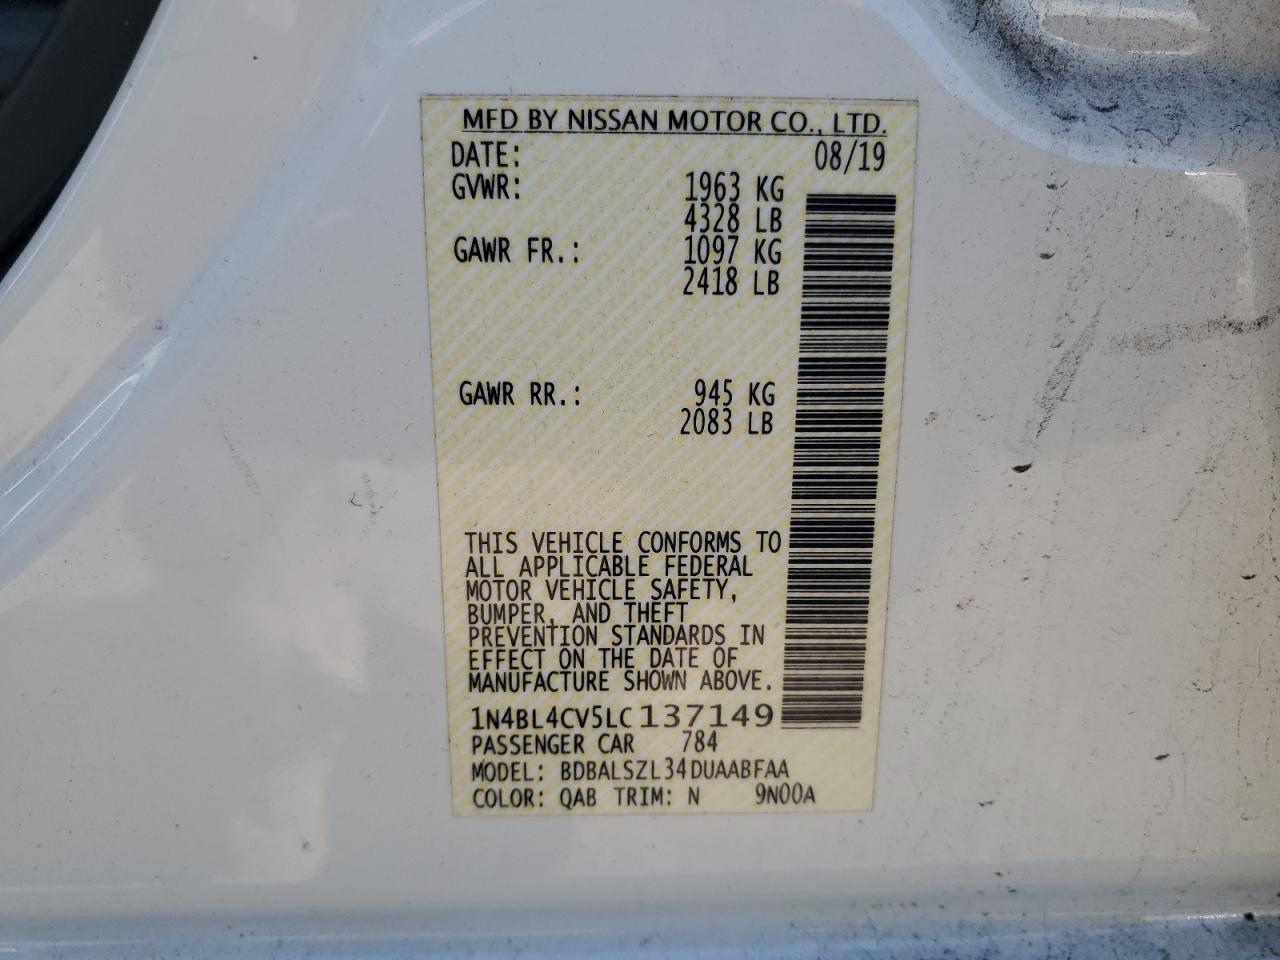 MFD BY NISSAN MOTOR CO., LTD.
DATE: 08/19
GVWR: 1963 KG
4328 LB
GAWR FR.: 1097 KG
2418 LB
GAWR RR.: 945 KG
2083 LB
THIS VEHICLE CONFORMS TO
ALL APPLICABLE FEDERAL
MOTOR VEHICLE SAFETY,
BUMPER, AND THEFT
PREVENTION STANDARDS IN
EFFECT ON THE DATE OF
MANUFACTURE SHOWN ABOVE.
1N4BL4CV5LC137149
PASSENGER CAR 784
MODEL: BDBALSZL34DUAABFAA
COLOR: QAB TRIM: N 9N00A